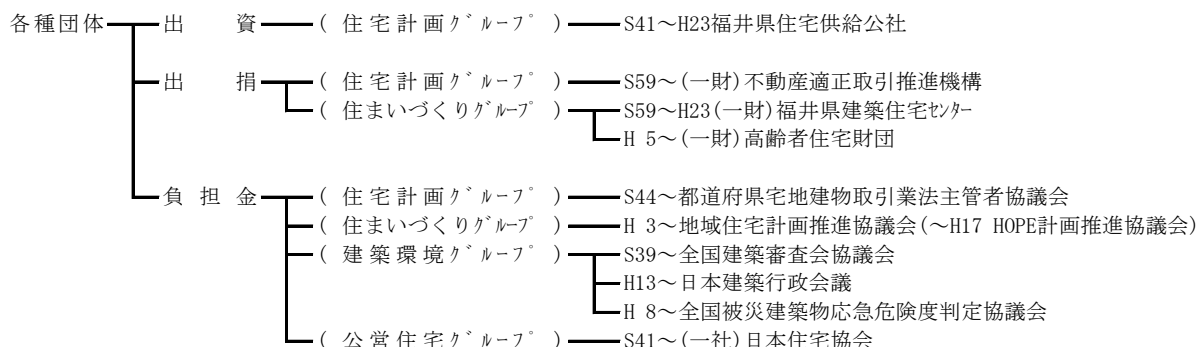 各種団体 出 資 ( 住宅計画ｸﾞﾙｰﾌﾟ ) S41～H23福井県住宅供給公社
出 捐 ( 住宅計画ｸﾞﾙｰﾌﾟ ) S59～(一財)不動産適正取引推進機構
( 住まいづくりｸﾞﾙｰﾌﾟ ) S59～H23(一財)福井県建築住宅ｾﾝﾀｰ
H 5～(一財)高齢者住宅財団
負 担 金 ( 住宅計画ｸﾞﾙｰﾌﾟ ) S44～都道府県宅地建物取引業法主管者協議会
( 住まいづくりｸﾞﾙｰﾌﾟ ) H 3～地域住宅計画推進協議会(～H17 HOPE計画推進協議会)
( 建築環境ｸﾞﾙｰﾌﾟ ) S39～全国建築審査会協議会
H13～日本建築行政会議
H 8～全国被災建築物応急危険度判定協議会
( 公営住宅ｸﾞﾙｰﾌﾟ ) S41～(一社)日本住宅協会